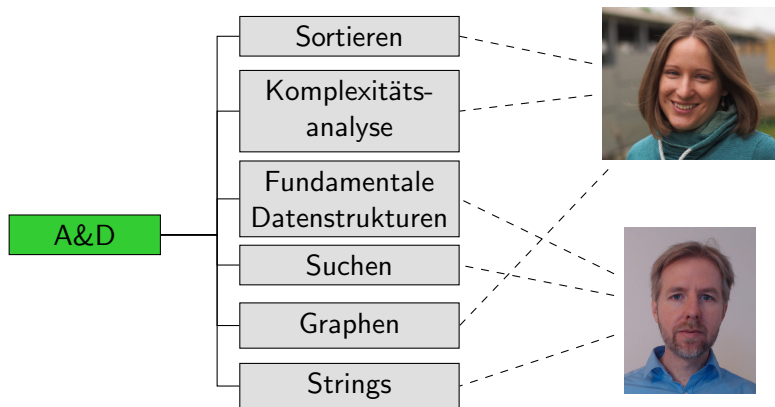 Sortieren
Komplexitäts-
analyse
Fundamentale
Datenstrukturen
A&D
Suchen
Graphen
Strings